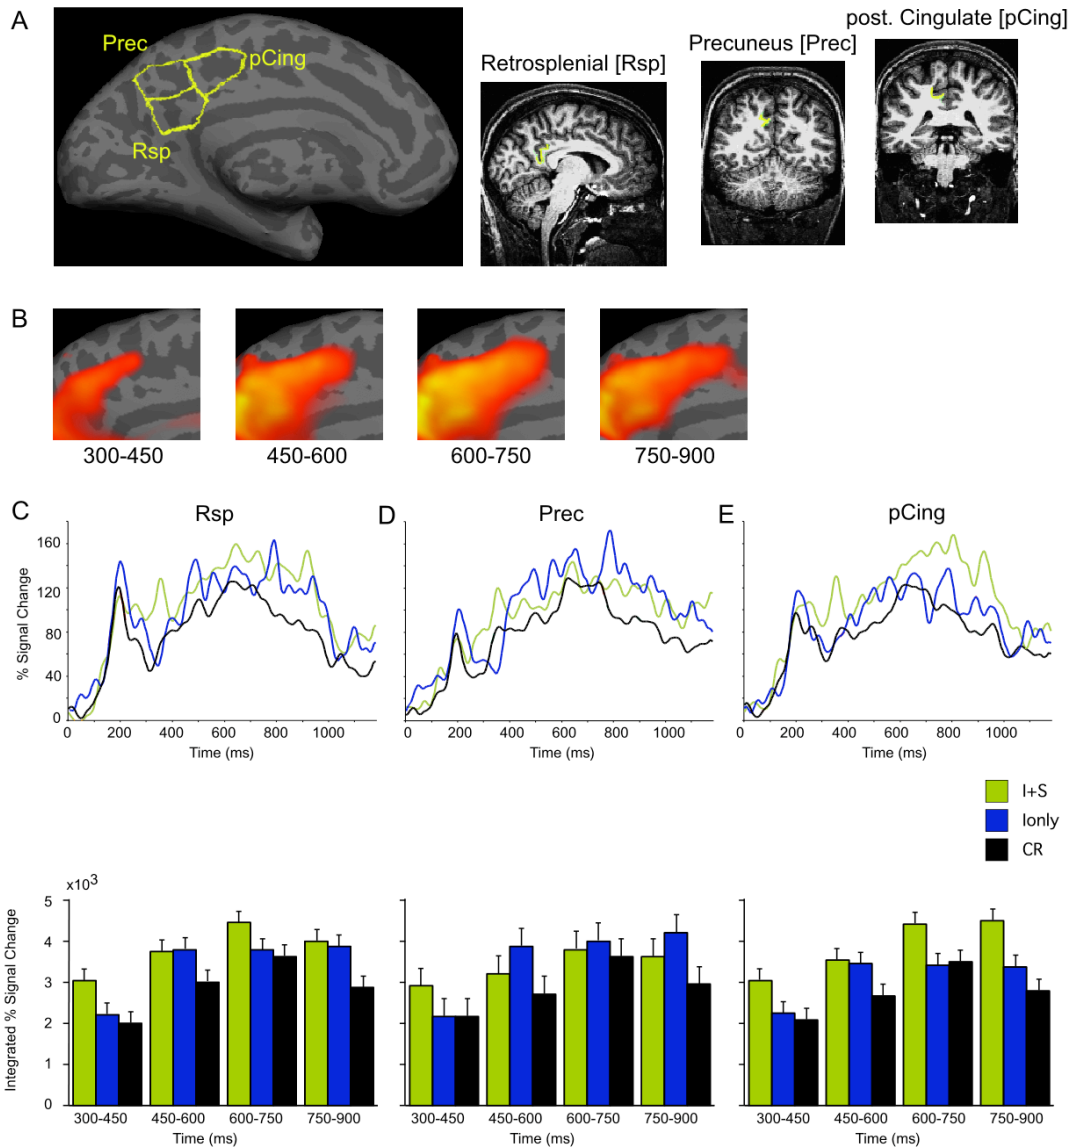 A
Prec
pCing
Rsp
Retrosplenial [Rsp]
Precuneus [Prec]
post. Cingulate [pCing]
B
300-450
450-600
600-750
750-900
C
Rsp
% Signal Change
160
120
80
40
0
0
200
400
600
800
1000
Time (ms)
D
Prec
0
200
400
600
800
1000
Time (ms)
E
pCing
0
200
400
600
800
1000
Time (ms)
I+S
Ionly
CR
x10³
Integrated % Signal Change
5
4
3
2
1
0
300-450
450-600
600-750
750-900
Time (ms)
300-450
450-600
600-750
750-900
Time (ms)
300-450
450-600
600-750
750-900
Time (ms)